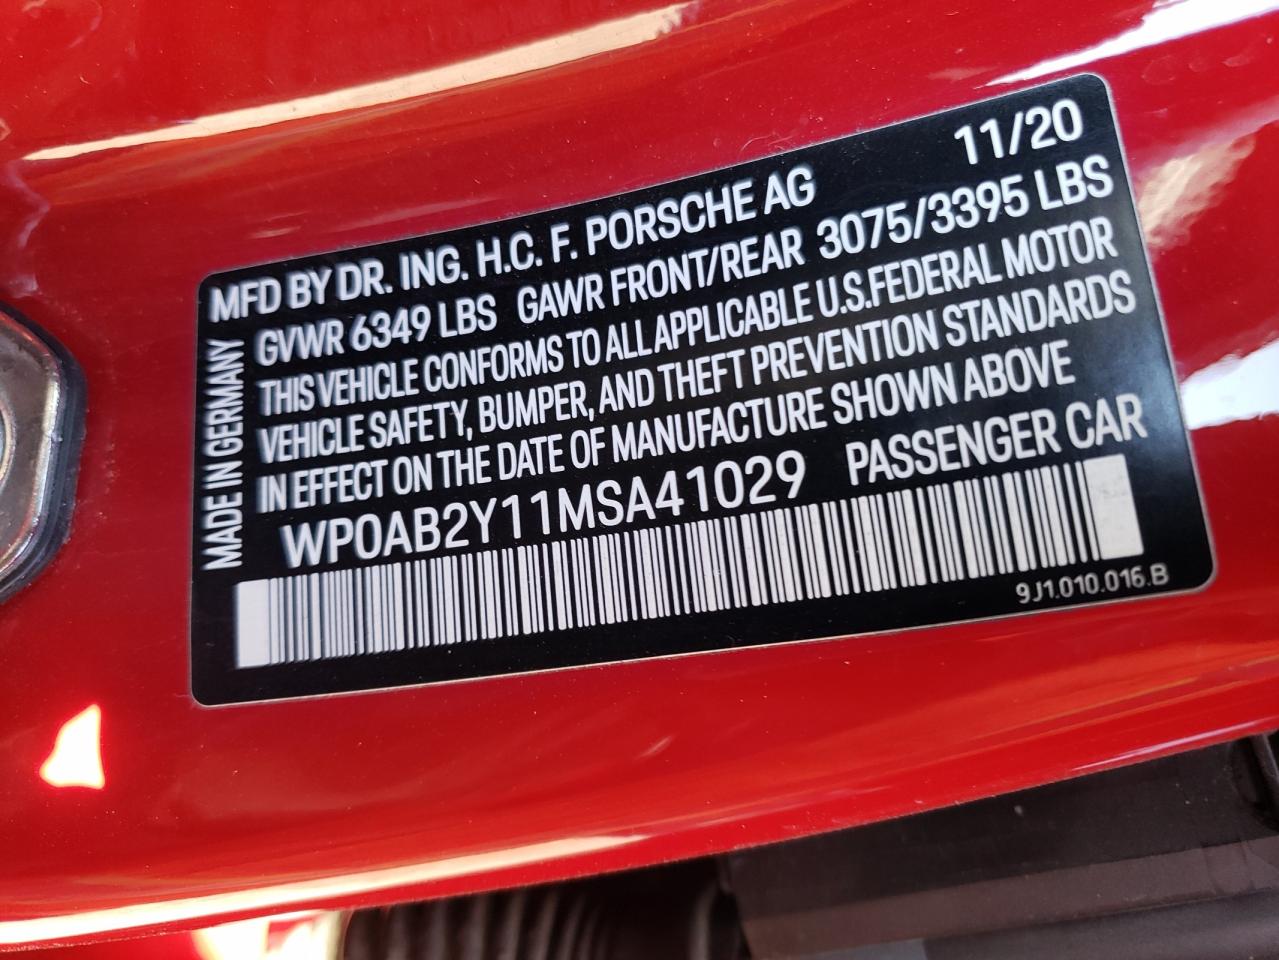 MFD BY DR. ING. H.C. F. PORSCHE AG 11/20
GVWR 6349 LBS GAWR FRONT/REAR 3075/3395 LBS
THIS VEHICLE CONFORMS TO ALL APPLICABLE U.S.FEDERAL MOTOR
VEHICLE SAFETY, BUMPER, AND THEFT PREVENTION STANDARDS
IN EFFECT ON THE DATE OF MANUFACTURE SHOWN ABOVE
WP0AB2Y11MSA41029 PASSENGER CAR
9J1.010.016.B
MADE IN GERMANY